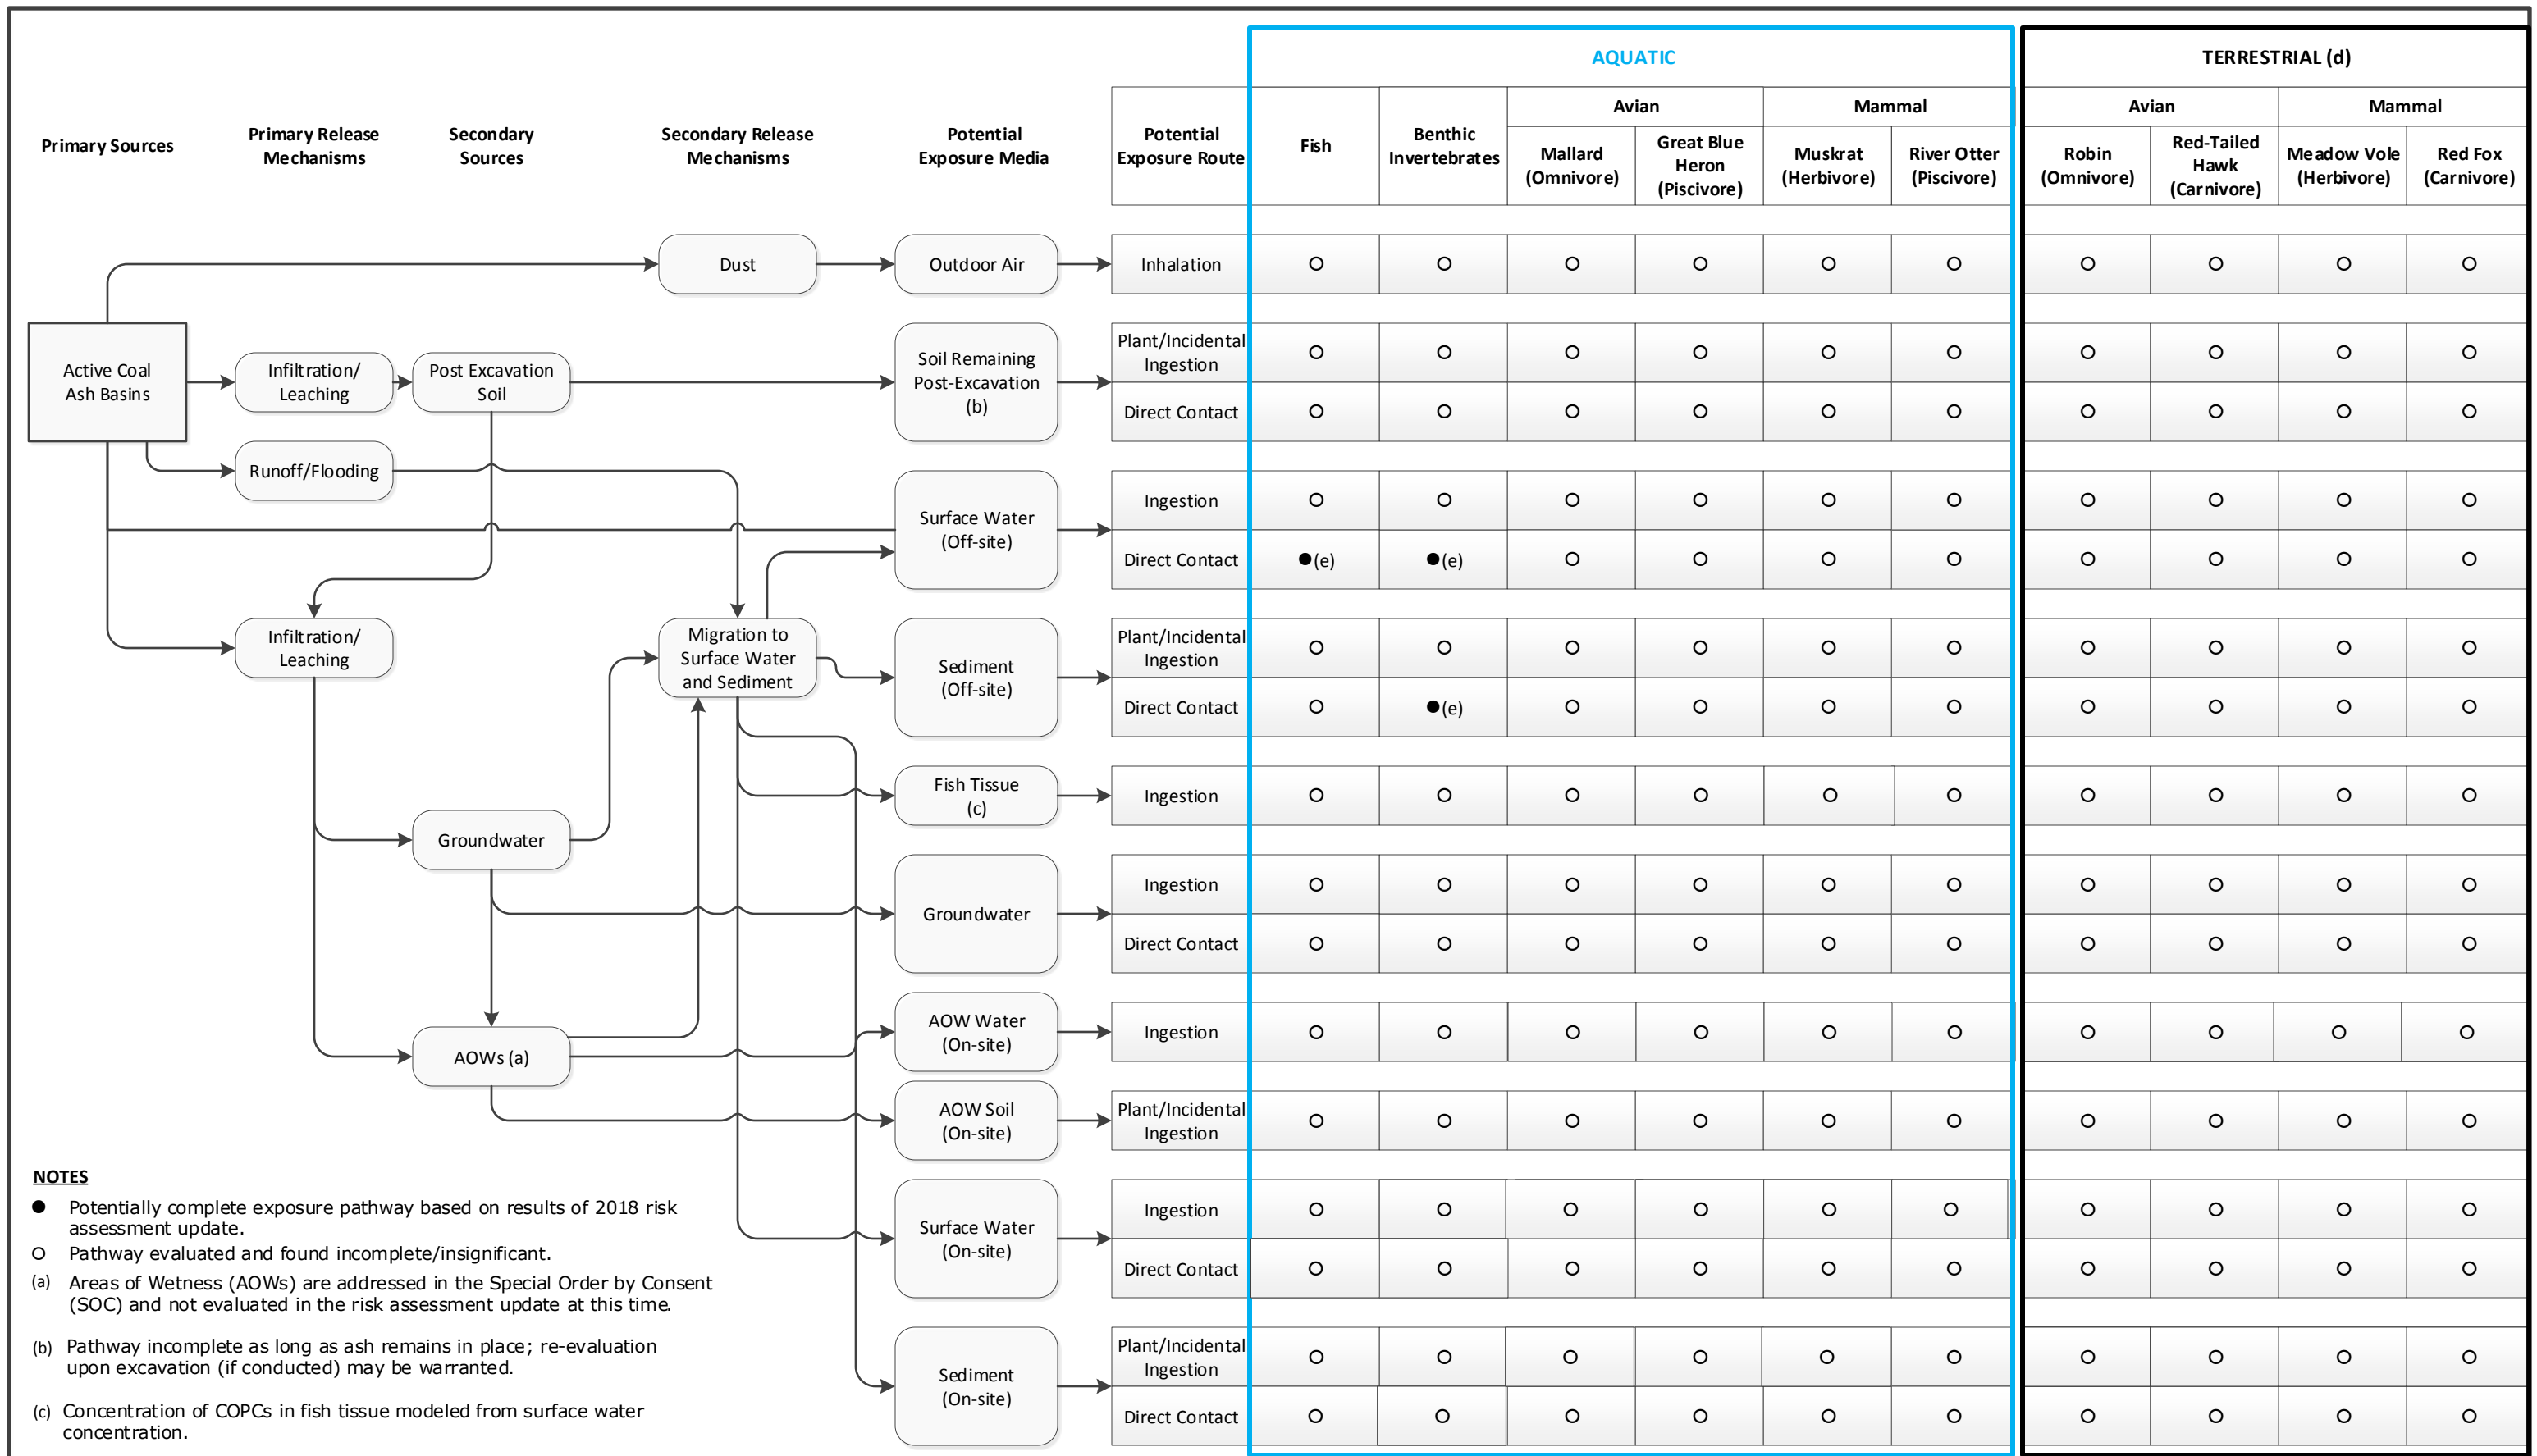 AQUATIC
TERRESTRIAL (d)
Primary Sources
Primary Release
Mechanisms
Secondary
Sources
Secondary Release
Mechanisms
Potential
Exposure Media
Potential
Exposure Route
Fish
Benthic
Invertebrates
Avian
Mammal
Mallard
(Omnivore)
Great Blue
Heron
(Piscivore)
Muskrat
(Herbivore)
River Otter
(Piscivore)
Avian
Mammal
Robin
(Omnivore)
Red-Tailed
Hawk
(Carnivore)
Meadow Vole
(Herbivore)
Red Fox
(Carnivore)
Dust
Outdoor Air
Inhalation
Active Coal
Ash Basins
Infiltration/
Leaching
Post Excavation
Soil
Soil Remaining
Post-Excavation
(b)
Plant/Incidental
Ingestion
Direct Contact
Runoff/Flooding
Surface Water
(Off-site)
Ingestion
Direct Contact
(e)
(e)
Infiltration/
Leaching
Migration to
Surface Water
and Sediment
Sediment
(Off-site)
Plant/Incidental
Ingestion
Direct Contact
(e)
Fish Tissue
(c)
Ingestion
Groundwater
Groundwater
Ingestion
Direct Contact
AOWs (a)
AOW Water
(On-site)
Ingestion
AOW Soil
(On-site)
Plant/Incidental
Ingestion
Surface Water
(On-site)
Ingestion
Direct Contact
Sediment
(On-site)
Plant/Incidental
Ingestion
Direct Contact
NOTES
● Potentially complete exposure pathway based on results of 2018 risk
assessment update.
○ Pathway evaluated and found incomplete/insignificant.
(a) Areas of Wetness (AOWs) are addressed in the Special Order by Consent
(SOC) and not evaluated in the risk assessment update at this time.
(b) Pathway incomplete as long as ash remains in place; re-evaluation
upon excavation (if conducted) may be warranted.
(c) Concentration of COPCs in fish tissue modeled from surface water
concentration.